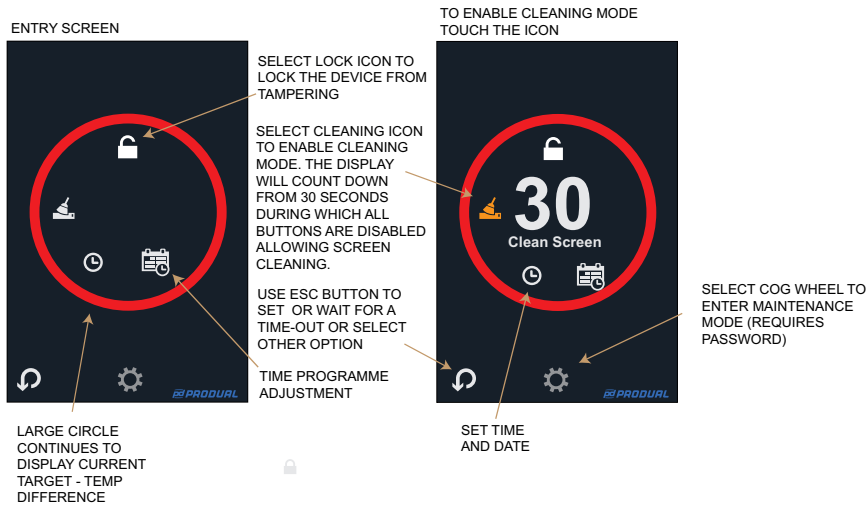 ENTRY SCREEN
TO ENABLE CLEANING MODE
TOUCH THE ICON
SELECT LOCK ICON TO
LOCK THE DEVICE FROM
TAMPERING
SELECT CLEANING ICON
TO ENABLE CLEANING
MODE. THE DISPLAY
WILL COUNT DOWN
FROM 30 SECONDS
DURING WHICH ALL
BUTTONS ARE DISABLED
ALLOWING SCREEN
CLEANING.
30
Clean Screen
USE ESC BUTTON TO
SET OR WAIT FOR A
TIME-OUT OR SELECT
OTHER OPTION
SELECT COG WHEEL TO
ENTER MAINTENANCE
MODE (REQUIRES
PASSWORD)
TIME PROGRAMME
ADJUSTMENT
PRODUAL
PRODUAL
LARGE CIRCLE
CONTINUES TO
DISPLAY CURRENT
TARGET - TEMP
DIFFERENCE
SET TIME
AND DATE